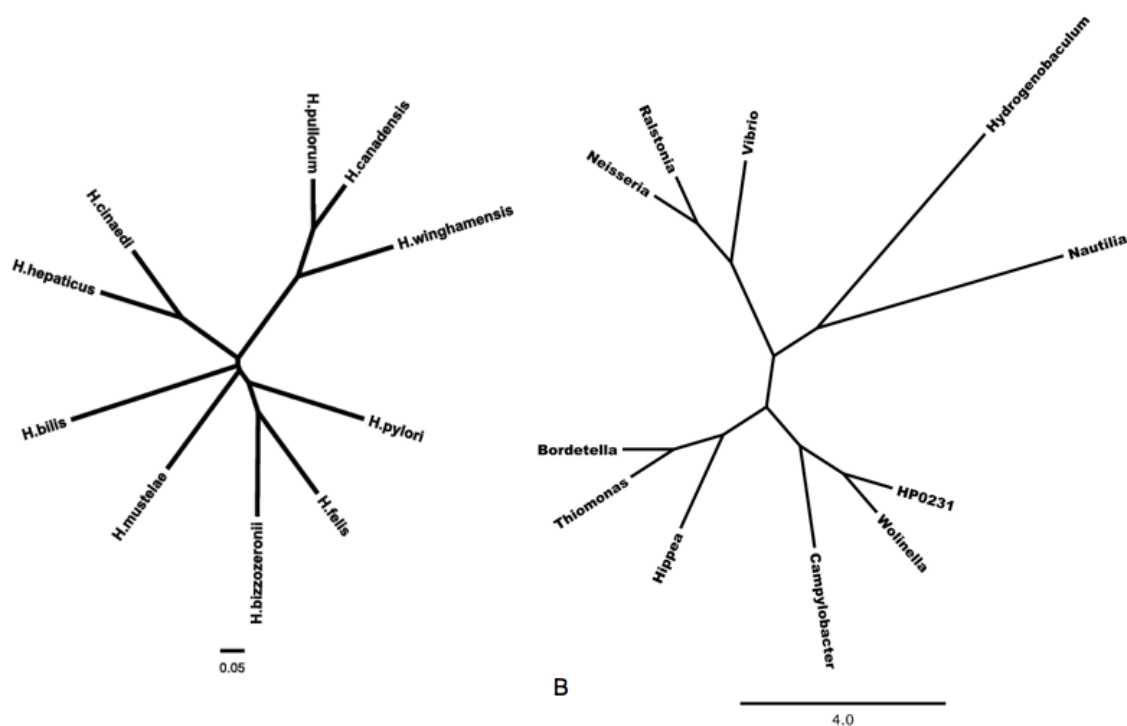 H.pullorum
H.canadensis
H.winghamensis
H.cinaedi
H.hepaticus
H.bilis
H.mustelae
H.bizzozeronii
H.felis
H.pylori
0.05
Hydrogenobaculum
Nautilia
Vibrio
Ralstonia
Neisseria
Bordetella
Thiomonas
Hippea
Campylobacter
Wolinella
HP0231
B
4.0